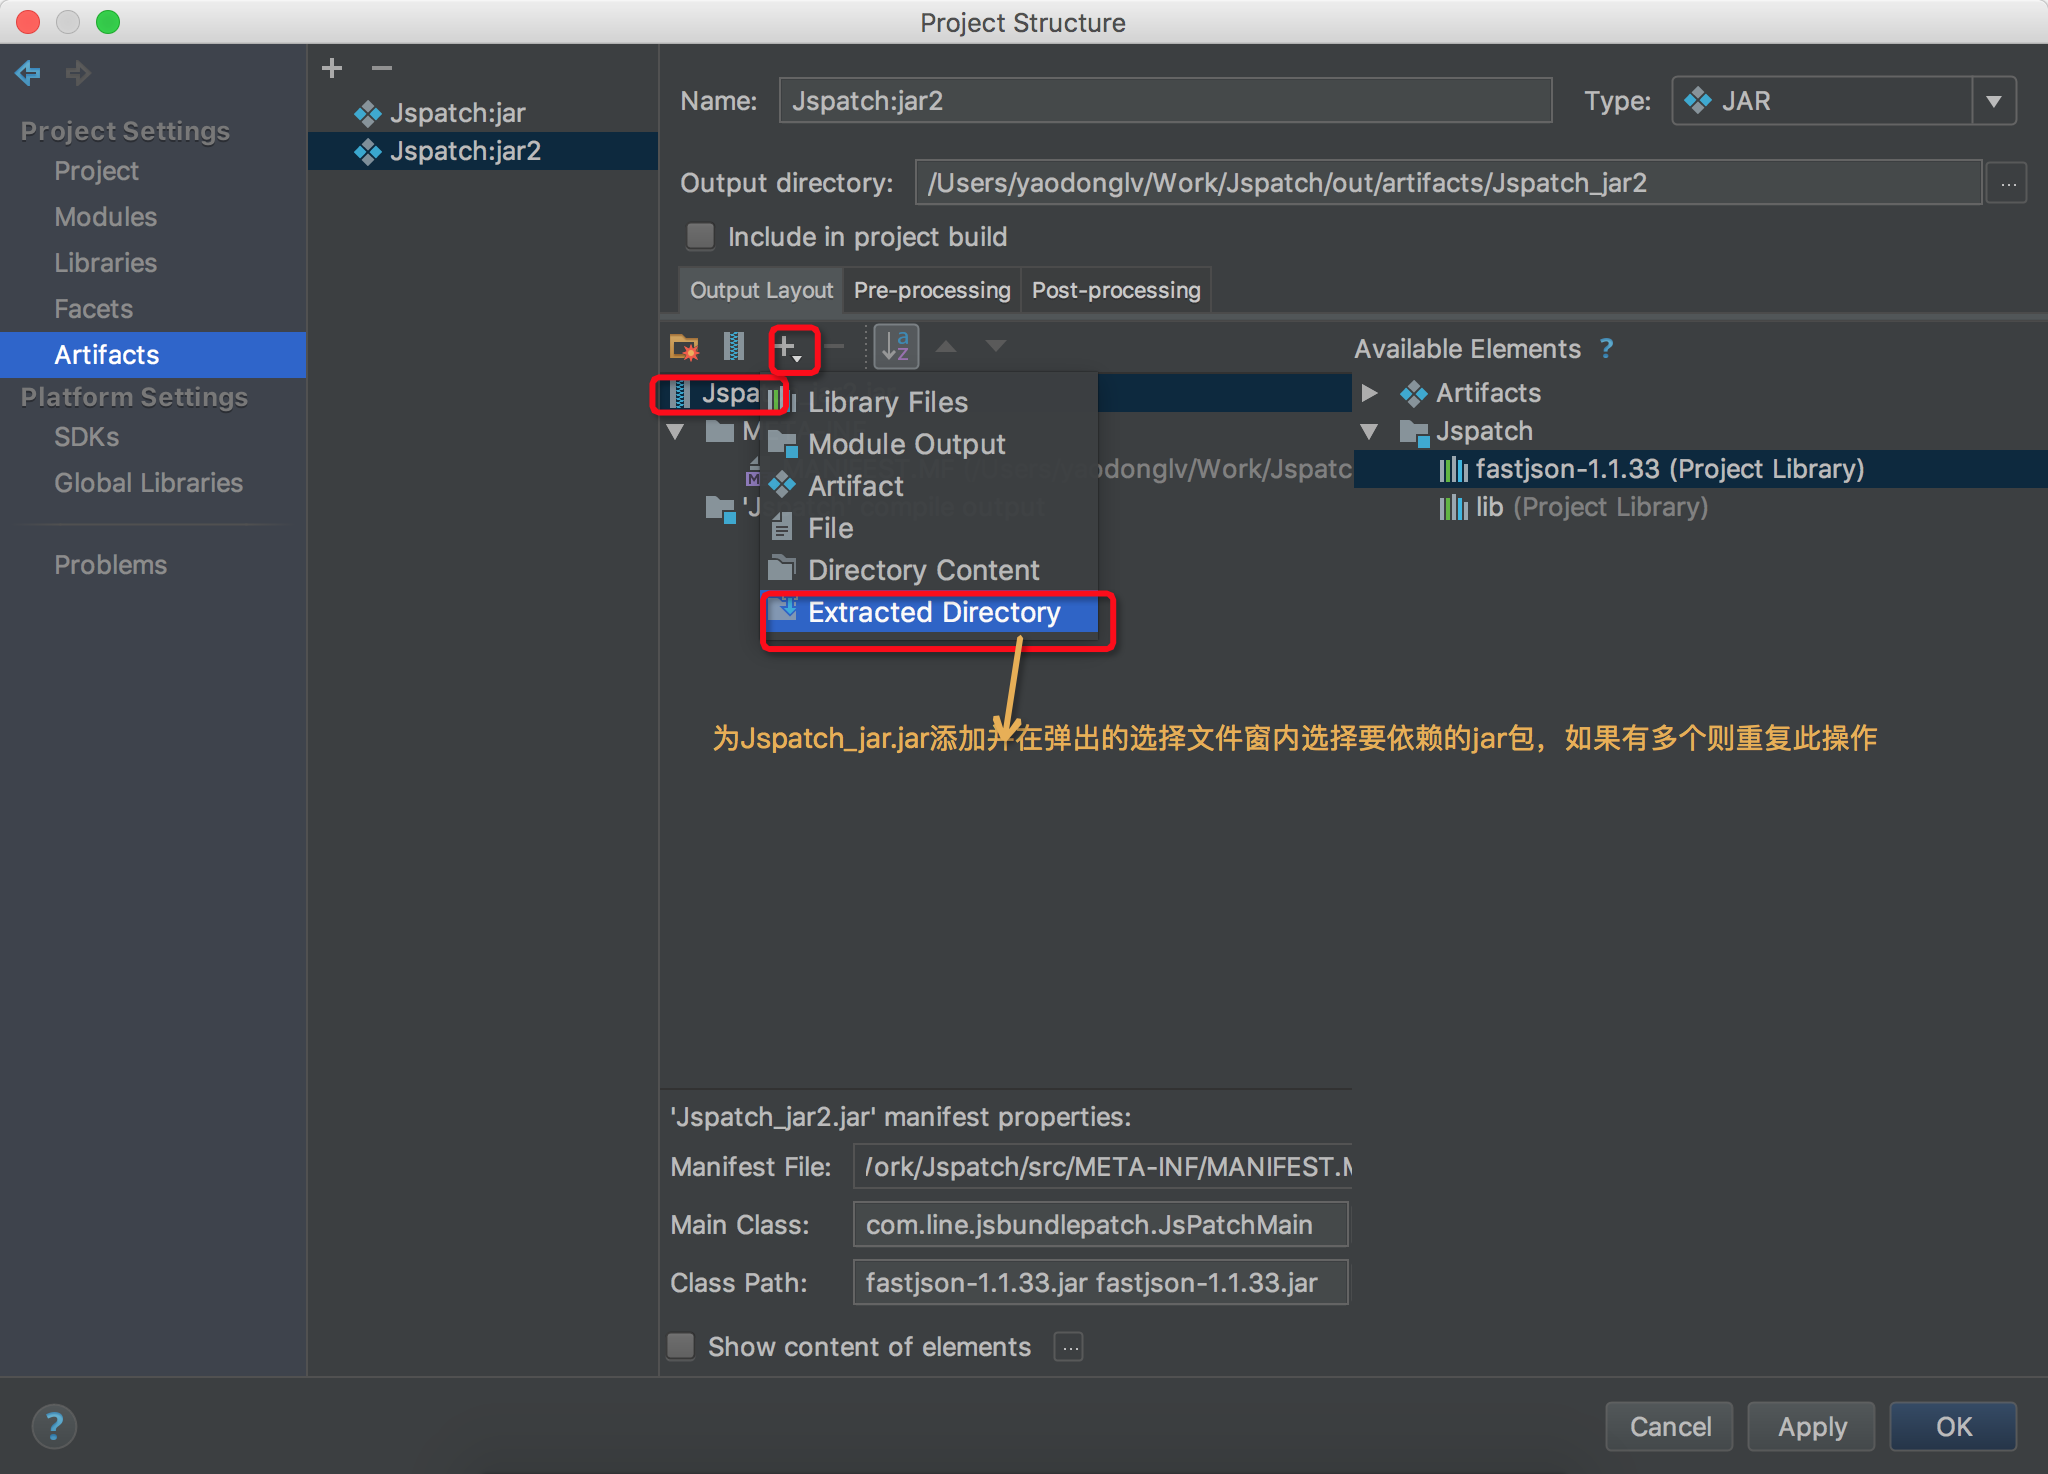 Project Structure
Project Settings
Project
Modules
Libraries
Facets
Artifacts
Platform Settings
SDKs
Global Libraries
Problems
Jspatch:jar
Jspatch:jar2
Name: Jspatch:jar2 Type: JAR
Output directory: /Users/yaodonglv/Work/Jspatch/out/artifacts/Jspatch_jar2 ...
Include in project build
Output Layout Pre-processing Post-processing
Available Elements ?
Jspa
Library Files
Module Output
/yaodonglv/Work/Jspatc
Artifact
compile output
File
Directory Content
Extracted Directory
Artifacts
Jspatch
fastjson-1.1.33 (Project Library)
lib (Project Library)
为Jspatch_jar.jar添加并在弹出的选择文件窗内选择要依赖的jar包，如果有多个则重复此操作
'Jspatch_jar2.jar' manifest properties:
Manifest File: /ork/Jspatch/src/META-INF/MANIFEST.M
Main Class: com.line.jsbundlepatch.JsPatchMain
Class Path: fastjson-1.1.33.jar fastjson-1.1.33.jar
Show content of elements ...
? Cancel Apply OK